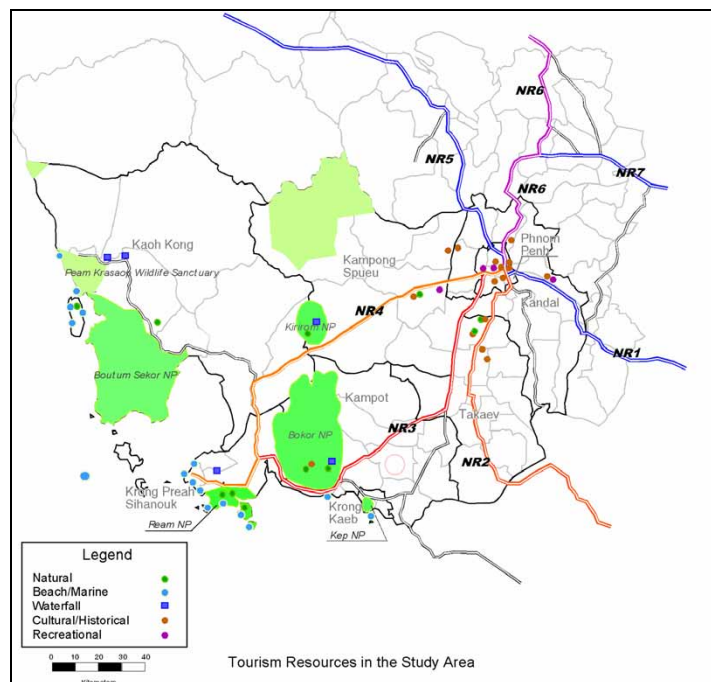 NR6
NR5
NR7
NR6
Phnom
Penh
Kaoh Kong
Kampong
Spueu
Peam Krasaop Wildlife Sanctuary
Kandal
NR4
Kirirom NP
NR1
Boutum Sekor NP
Kampot
NR3
Takaev
Bokor NP
NR2
Krong Preah
Sihanouk
Krong
Kaeb
Ream NP
Kep NP
Legend
Natural
Beach/Marine
Waterfall
Cultural/Historical
Recreational
0 10 20 30 40
Kilometers
Tourism Resources in the Study Area